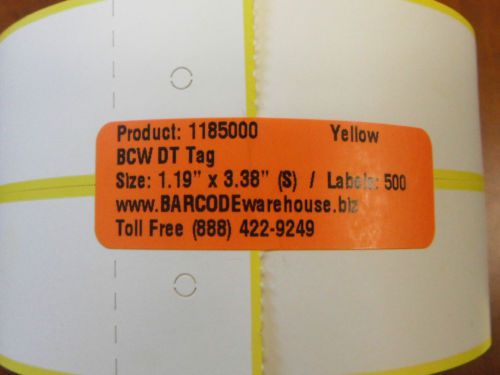 Product: 1185000 Yellow
BCW DT Tag
Size: 1.19" x 3.38" (S) / Labels: 500
www.BARCODEwarehouse.biz
Toll Free (888) 422-9249